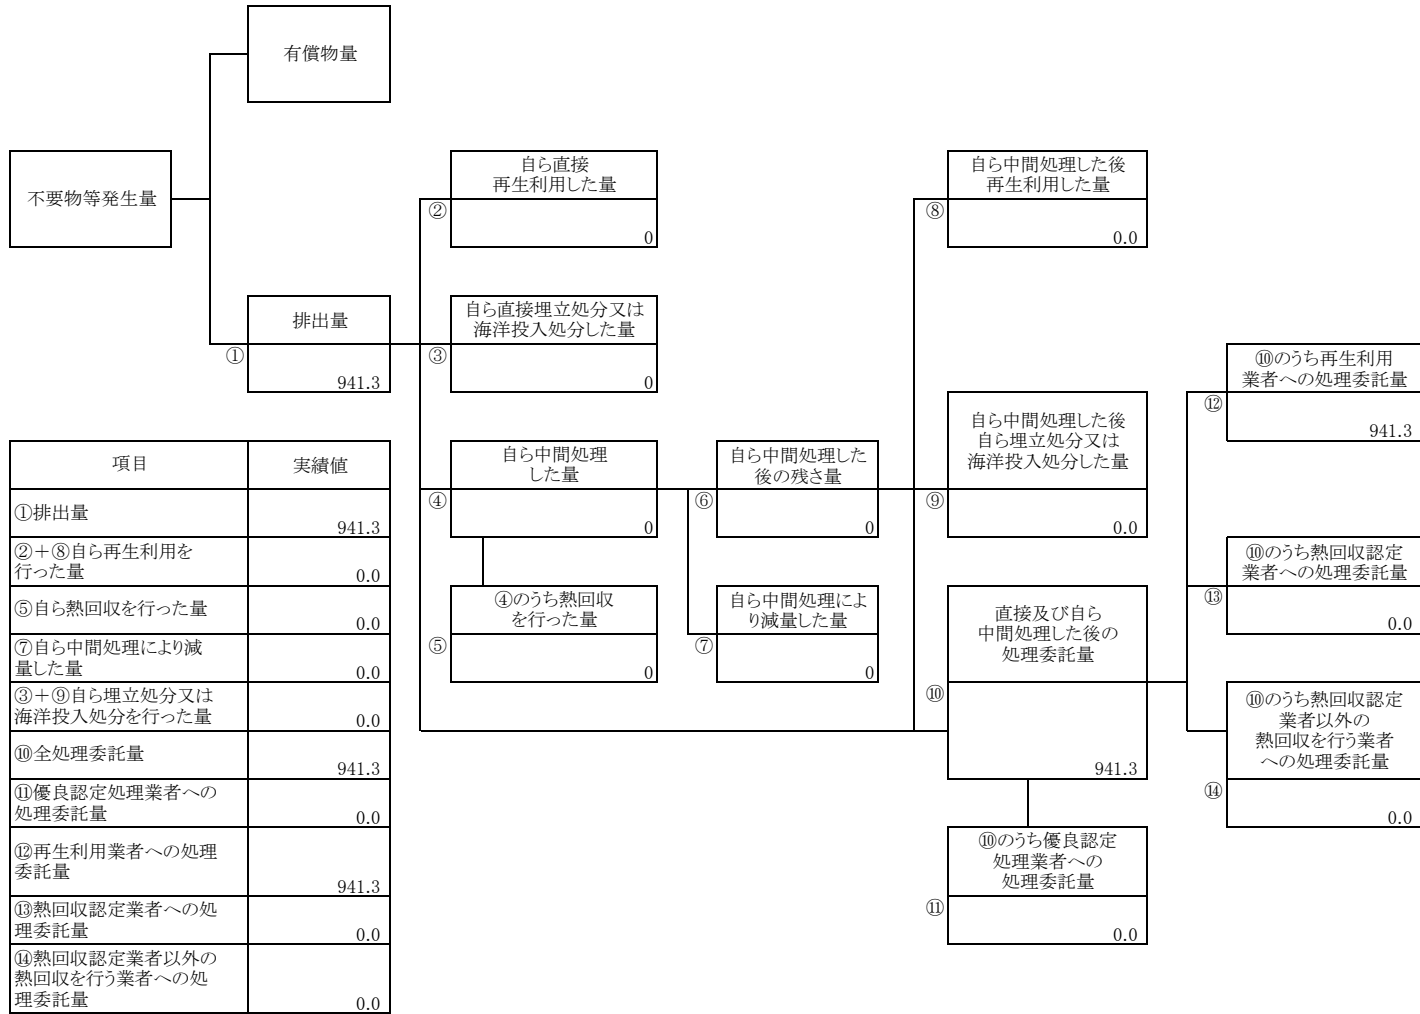 有償物量
不要物等発生量
排出量
①
941.3
自ら直接
再生利用した量
②
0
自ら直接埋立処分又は
海洋投入処分した量
③
0
自ら中間処理
した量
④
0
④のうち熱回収
を行った量
⑤
0
自ら中間処理した
後の残さ量
⑥
0
自ら中間処理によ
り減量した量
⑦
0
自ら中間処理した後
再生利用した量
⑧
0.0
自ら中間処理した後
自ら埋立処分又は
海洋投入処分した量
⑨
0.0
直接及び自ら
中間処理した後の
処理委託量
⑩
941.3
⑩のうち優良認定
処理業者への
処理委託量
⑪
0.0
⑩のうち再生利用
業者への処理委託量
⑫
941.3
⑩のうち熱回収認定
業者への処理委託量
⑬
0.0
⑩のうち熱回収認定
業者以外の
熱回収を行う業者
への処理委託量
⑭
0.0
項目 実績値
①排出量
941.3
②＋⑧自ら再生利用を
行った量
0.0
⑤自ら熱回収を行った量
0.0
⑦自ら中間処理により減
量した量
0.0
③＋⑨自ら埋立処分又は
海洋投入処分を行った量
0.0
⑩全処理委託量
941.3
⑪優良認定処理業者への
処理委託量
0.0
⑫再生利用業者への処理
委託量
941.3
⑬熱回収認定業者への処
理委託量
0.0
⑭熱回収認定業者以外の
熱回収を行う業者への処
理委託量
0.0